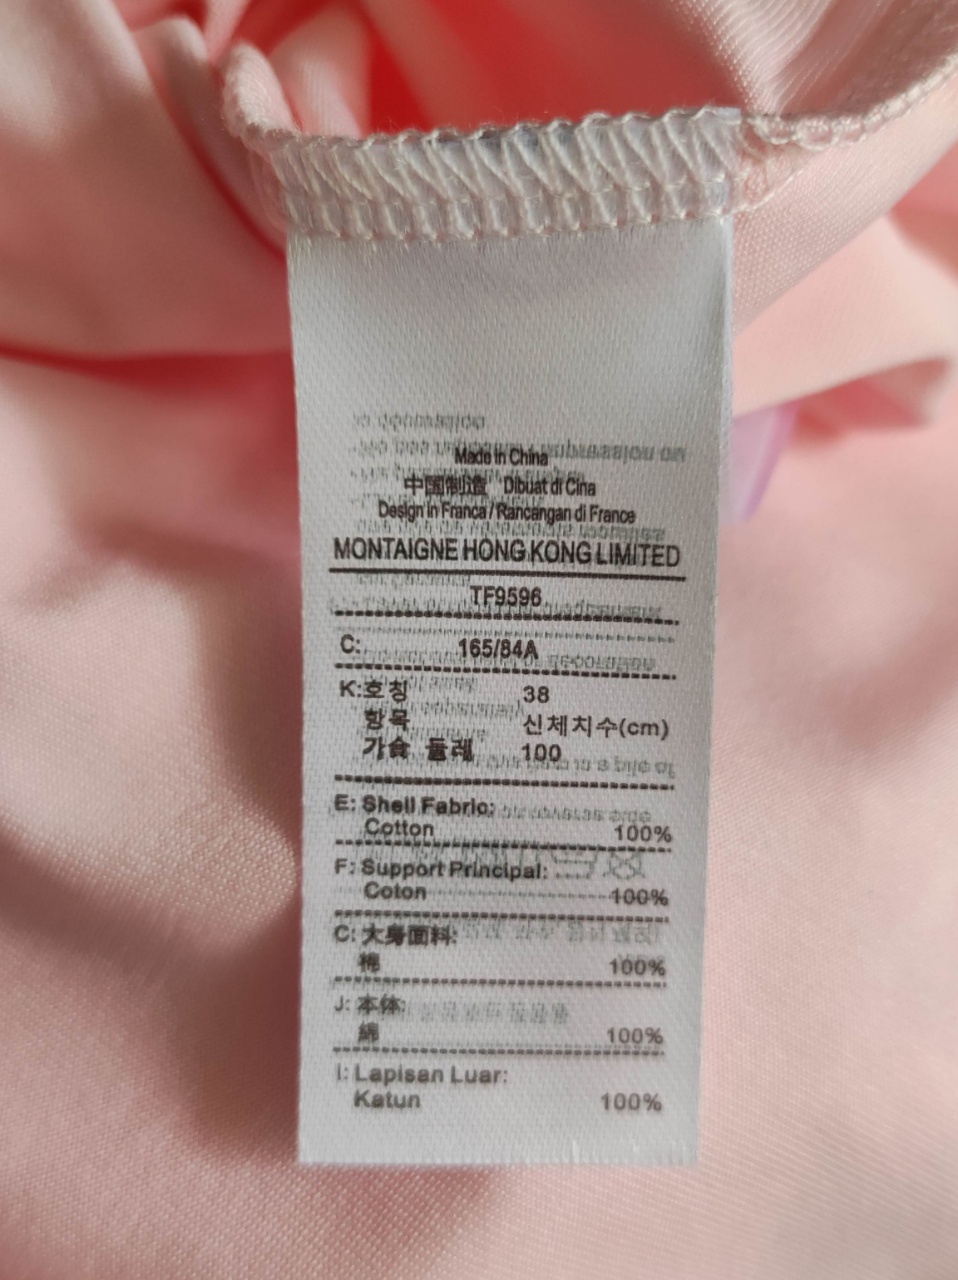 Made in China
中国制造 Dibuat di Cina
Design in Franca / Rancangan di France
MONTAIGNE HONG KONG LIMITED
TF9596
C: 165/84A
K:호칭 38
항목 신체치수(cm)
가슴 둘레 100
E: Shell Fabric:
Cotton 100%
F: Support Principal:
Coton 100%
C: 大身面料:
棉 100%
J: 本体:
綿 100%
I: Lapisan Luar:
Katun 100%